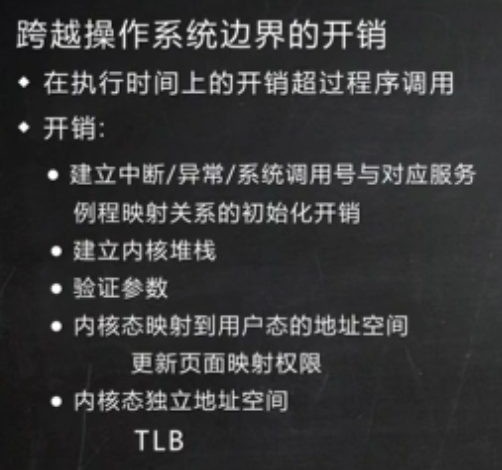 跨越操作系统边界的开销
在执行时间上的开销超过程序调用
开销:
建立中断/异常/系统调用号与对应服务
例程映射关系的初始化开销
建立内核堆栈
验证参数
内核态映射到用户态的地址空间
更新页面映射权限
内核态独立地址空间
TLB